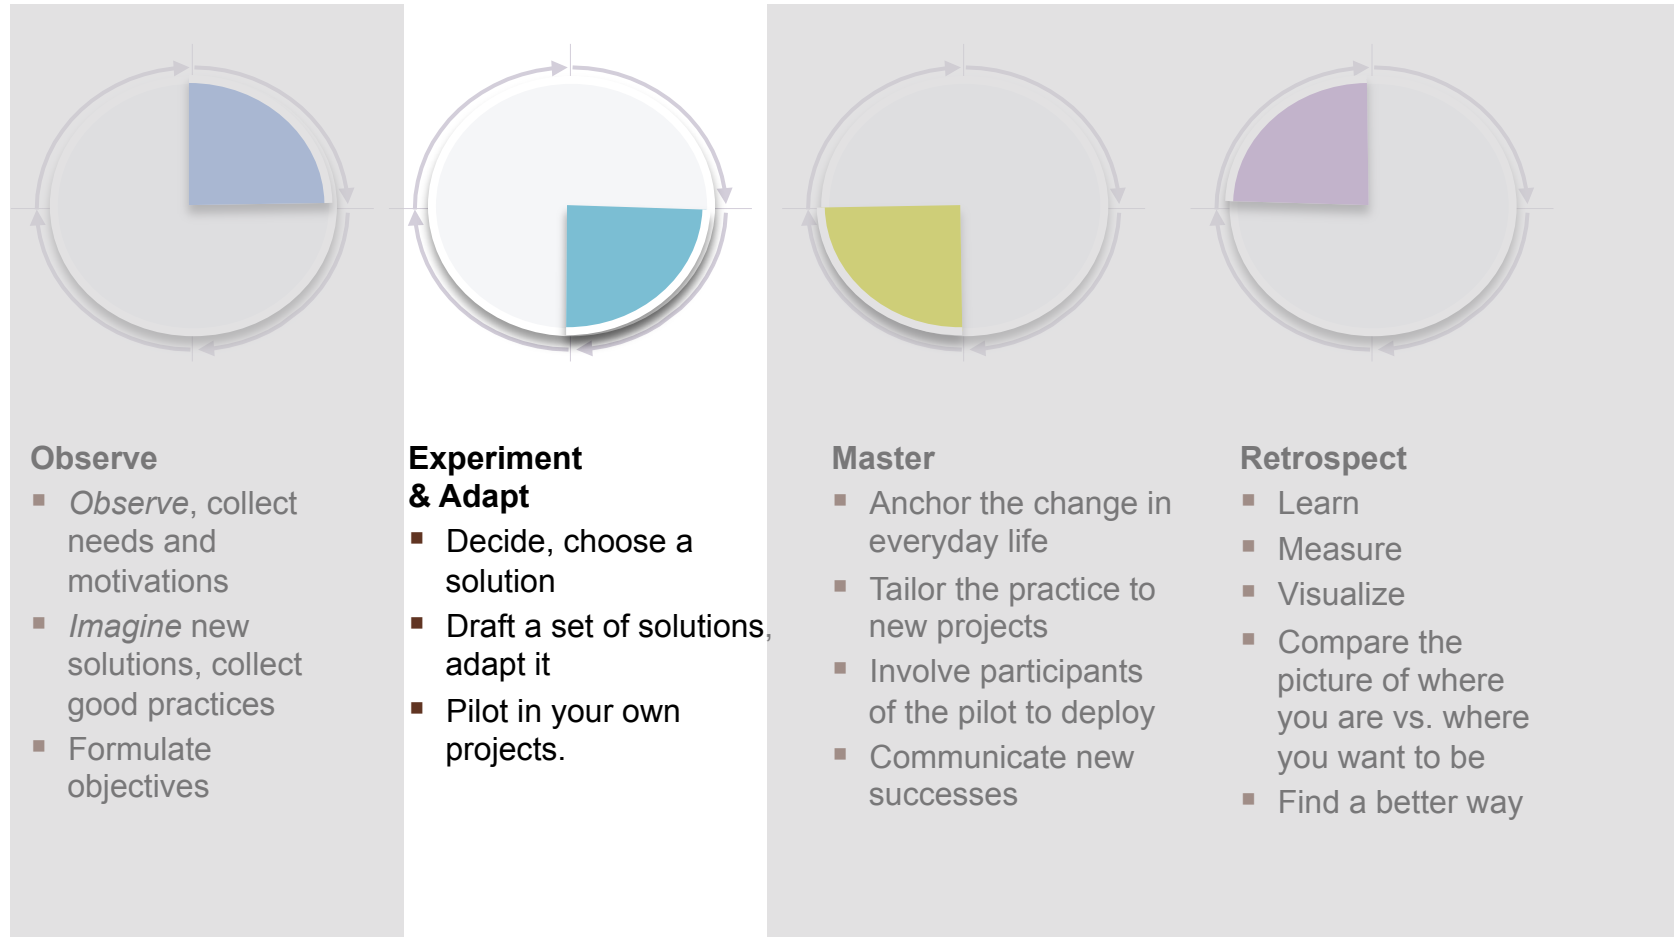 Observe
Observe, collect
needs and
motivations
Imagine new
solutions, collect
good practices
Formulate
objectives
Experiment
& Adapt
Decide, choose a
solution
Draft a set of solutions,
adapt it
Pilot in your own
projects.
Master
Anchor the change in
everyday life
Tailor the practice to
new projects
Involve participants
of the pilot to deploy
Communicate new
successes
Retrospect
Learn
Measure
Visualize
Compare the
picture of where
you are vs. where
you want to be
Find a better way